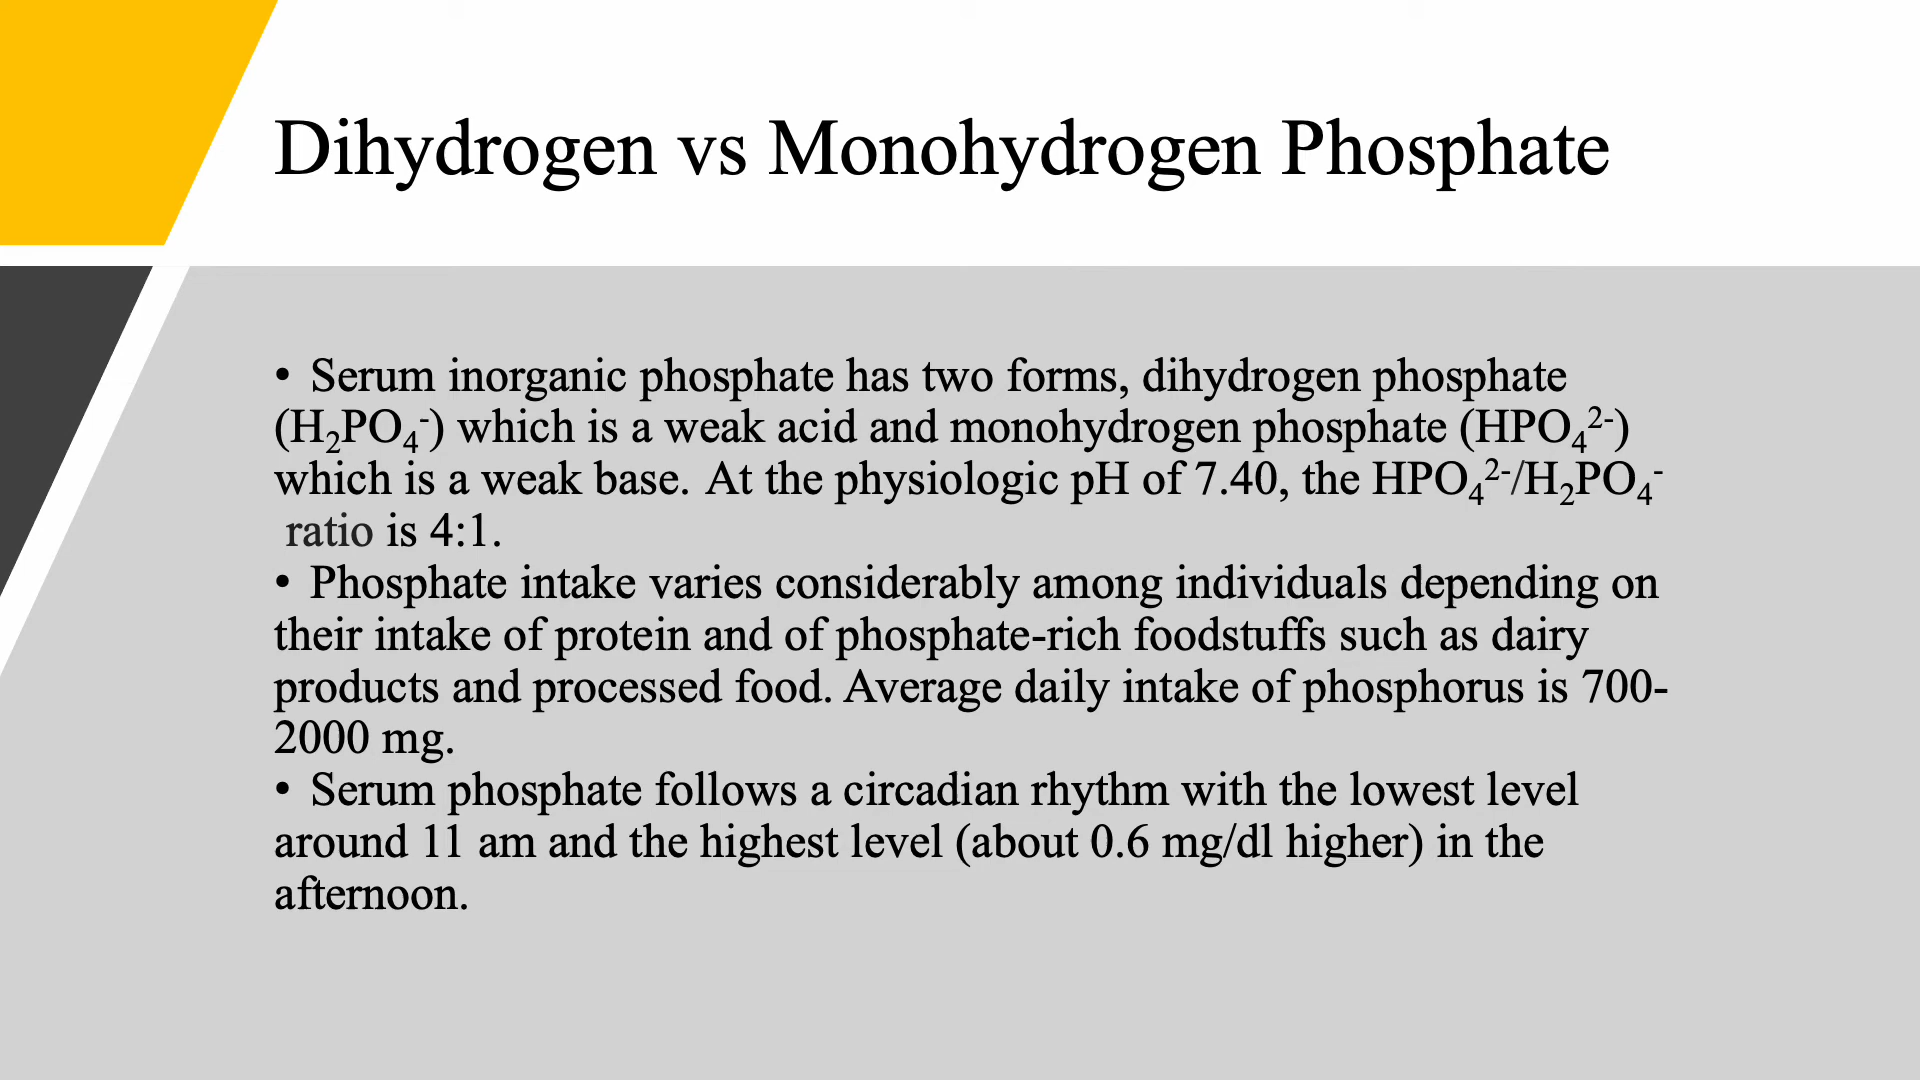 Dihydrogen vs Monohydrogen Phosphate
• Serum inorganic phosphate has two forms, dihydrogen phosphate
(H₂PO₄⁻) which is a weak acid and monohydrogen phosphate (HPO₄²⁻)
which is a weak base. At the physiologic pH of 7.40, the HPO₄²⁻/H₂PO₄⁻
ratio is 4:1.
• Phosphate intake varies considerably among individuals depending on
their intake of protein and of phosphate-rich foodstuffs such as dairy
products and processed food. Average daily intake of phosphorus is 700-
2000 mg.
• Serum phosphate follows a circadian rhythm with the lowest level
around 11 am and the highest level (about 0.6 mg/dl higher) in the
afternoon.